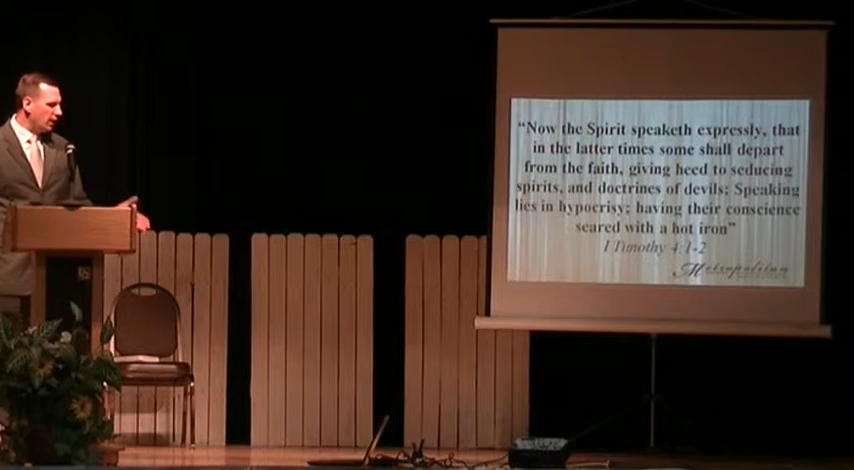 “Now the Spirit speaketh expressly, that
in the latter times some shall depart
from the faith, giving heed to seducing
spirits, and doctrines of devils; Speaking
lies in hypocrisy; having their conscience
seared with a hot iron”
I Timothy 4:1-2
Metropolitan